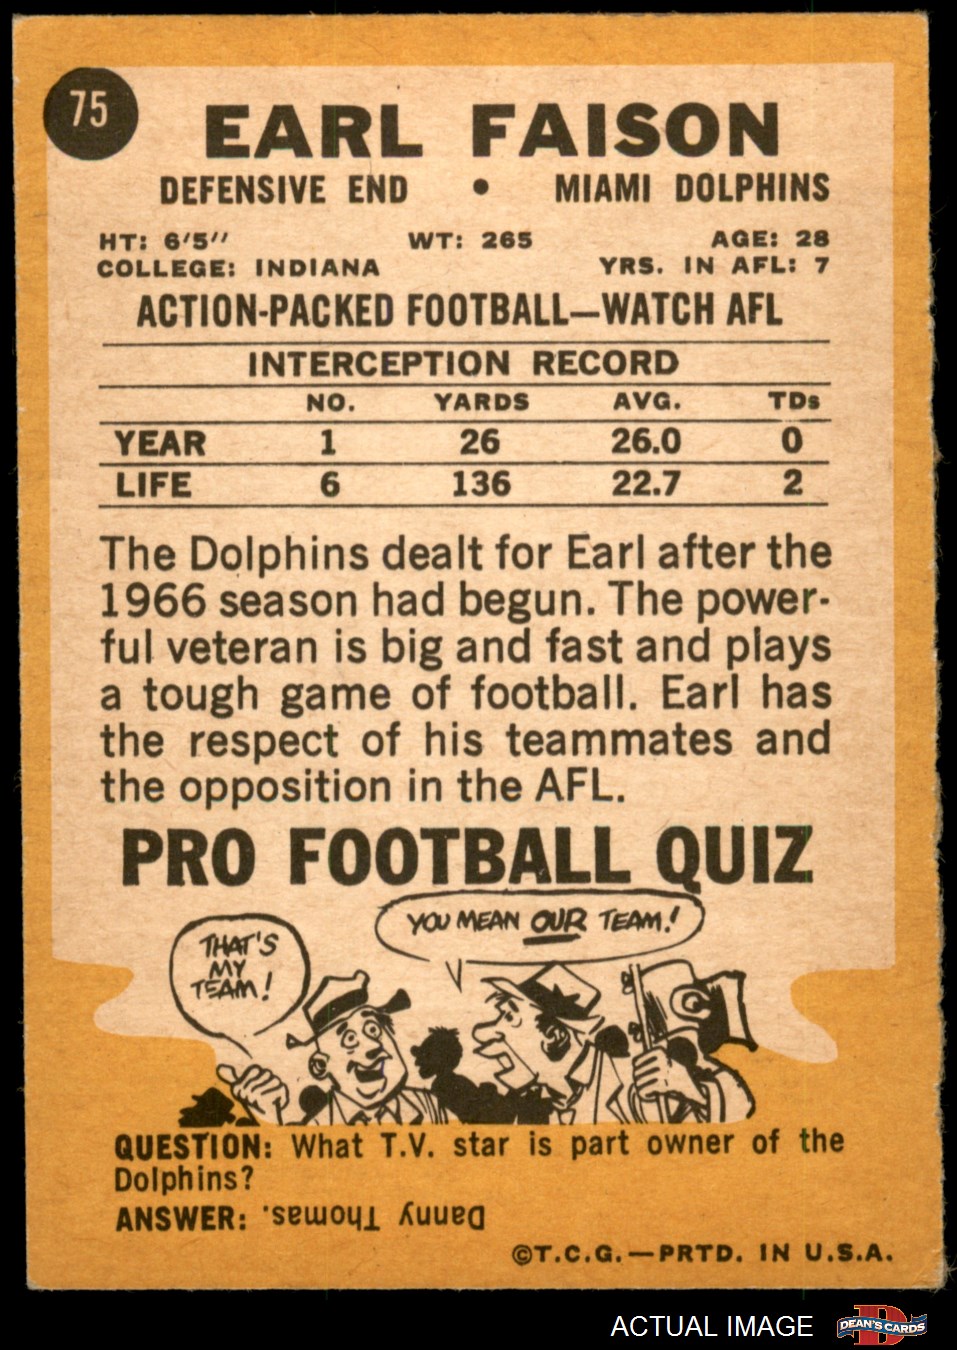 75
EARL FAISON
DEFENSIVE END • MIAMI DOLPHINS
HT: 6'5" WT: 265 AGE: 28
COLLEGE: INDIANA YRS. IN AFL: 7
ACTION-PACKED FOOTBALL—WATCH AFL
INTERCEPTION RECORD
NO. YARDS AVG. TDs
YEAR 1 26 26.0 0
LIFE 6 136 22.7 2
The Dolphins dealt for Earl after the
1966 season had begun. The power-
ful veteran is big and fast and plays
a tough game of football. Earl has
the respect of his teammates and
the opposition in the AFL.
PRO FOOTBALL QUIZ
THAT'S
MY
TEAM!
YOU MEAN OUR TEAM!
QUESTION: What T.V. star is part owner of the
Dolphins?
ANSWER: Danny Thomas.
©T.C.G.—PRTD. IN U.S.A.
ACTUAL IMAGE
D
DEAN'S CARDS